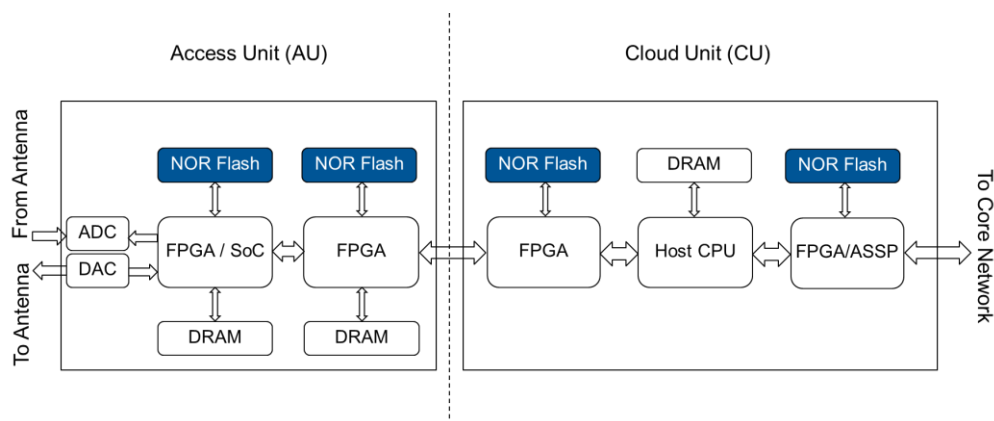 Access Unit (AU)
Cloud Unit (CU)
From Antenna
To Antenna
NOR Flash
NOR Flash
ADC
DAC
FPGA / SoC
FPGA
DRAM
DRAM
NOR Flash
DRAM
NOR Flash
FPGA
Host CPU
FPGA/ASSP
To Core Network